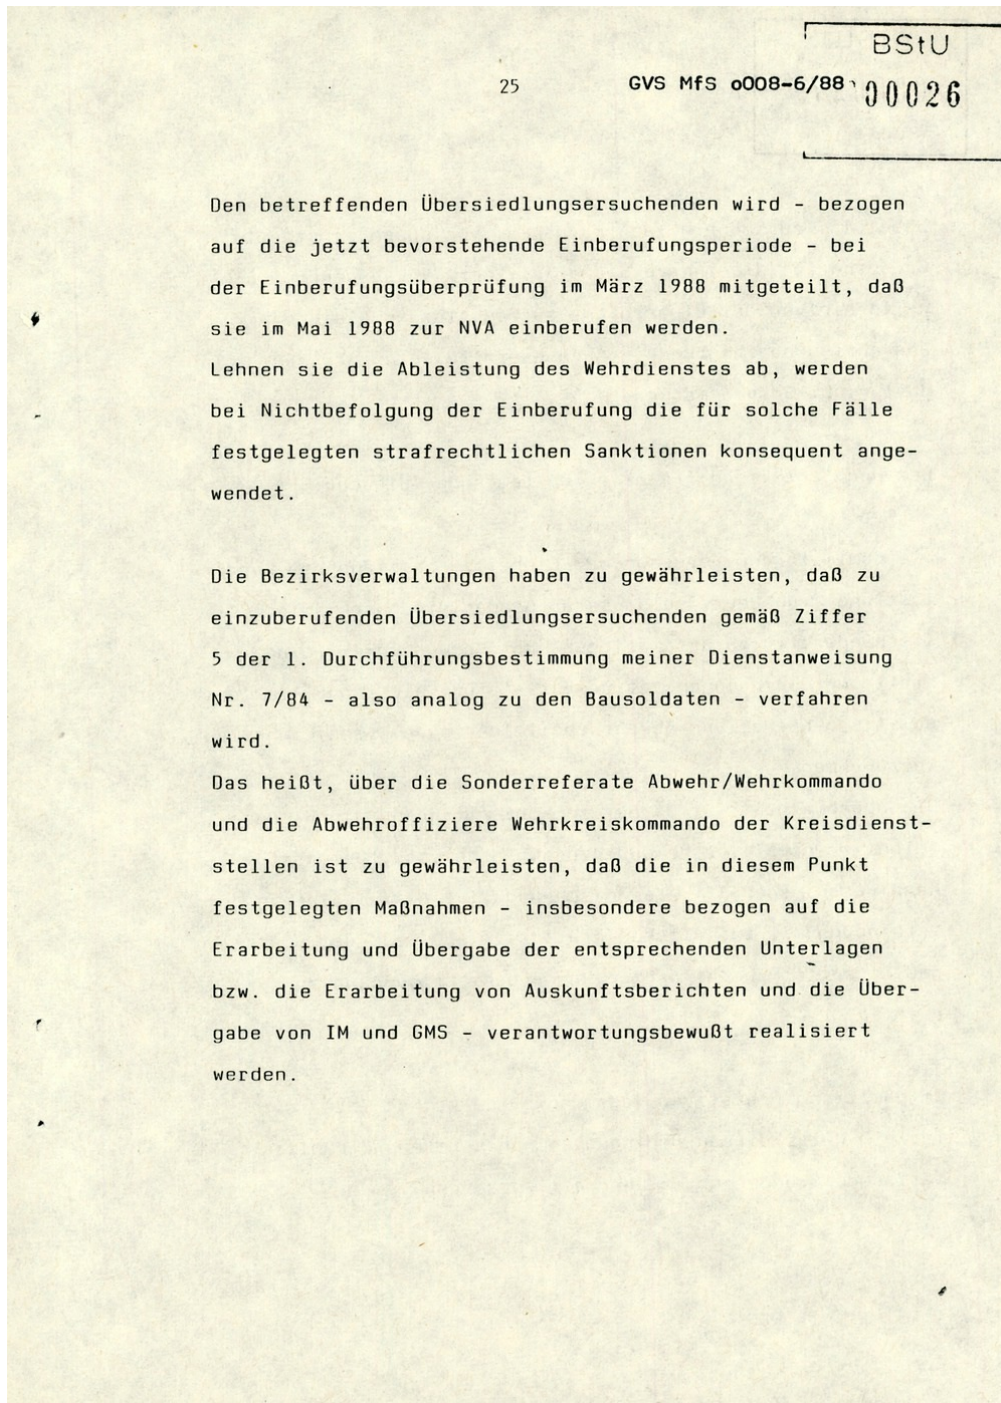 BStU
25 GVS MfS o008-6/88
00026
Den betreffenden Übersiedlungsersuchenden wird - bezogen
auf die jetzt bevorstehende Einberufungsperiode - bei
der Einberufungsüberprüfung im März 1988 mitgeteilt, daß
sie im Mai 1988 zur NVA einberufen werden.
Lehnen sie die Ableistung des Wehrdienstes ab, werden
bei Nichtbefolgung der Einberufung die für solche Fälle
festgelegten strafrechtlichen Sanktionen konsequent ange-
wendet.
Die Bezirksverwaltungen haben zu gewährleisten, daß zu
einzuberufenden Übersiedlungsersuchenden gemäß Ziffer
5 der 1. Durchführungsbestimmung meiner Dienstanweisung
Nr. 7/84 - also analog zu den Bausoldaten - verfahren
wird.
Das heißt, über die Sonderreferate Abwehr/Wehrkommando
und die Abwehroffiziere Wehrkreiskommando der Kreisdienst-
stellen ist zu gewährleisten, daß die in diesem Punkt
festgelegten Maßnahmen - insbesondere bezogen auf die
Erarbeitung und Übergabe der entsprechenden Unterlagen
bzw. die Erarbeitung von Auskunftsberichten und die Über-
gabe von IM und GMS - verantwortungsbewußt realisiert
werden.